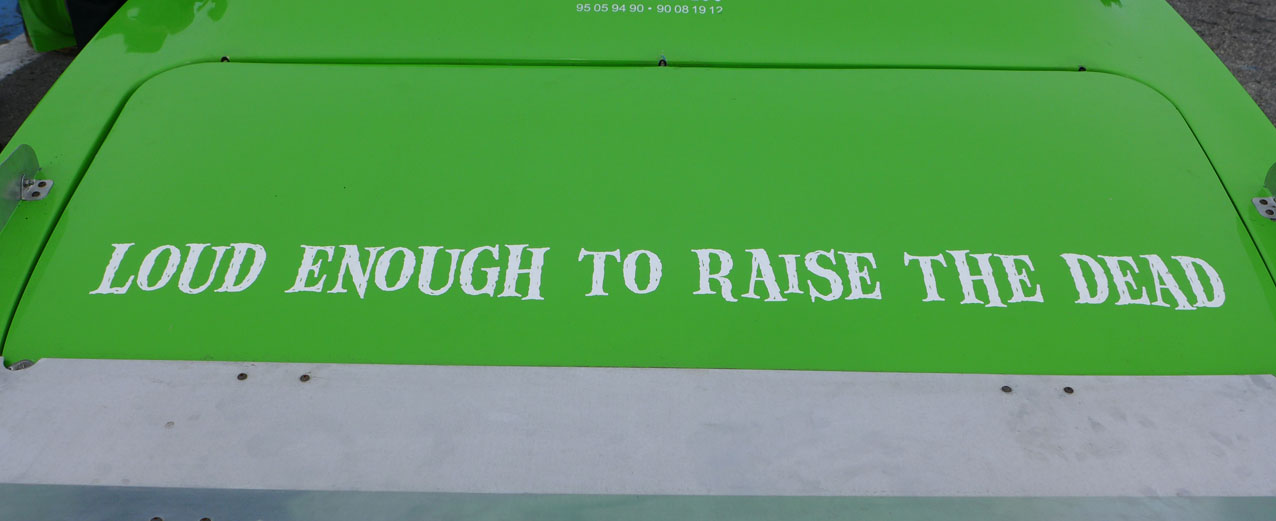 95 05 94 90 • 90 08 19 12
LOUD ENOUGH TO RAISE THE DEAD